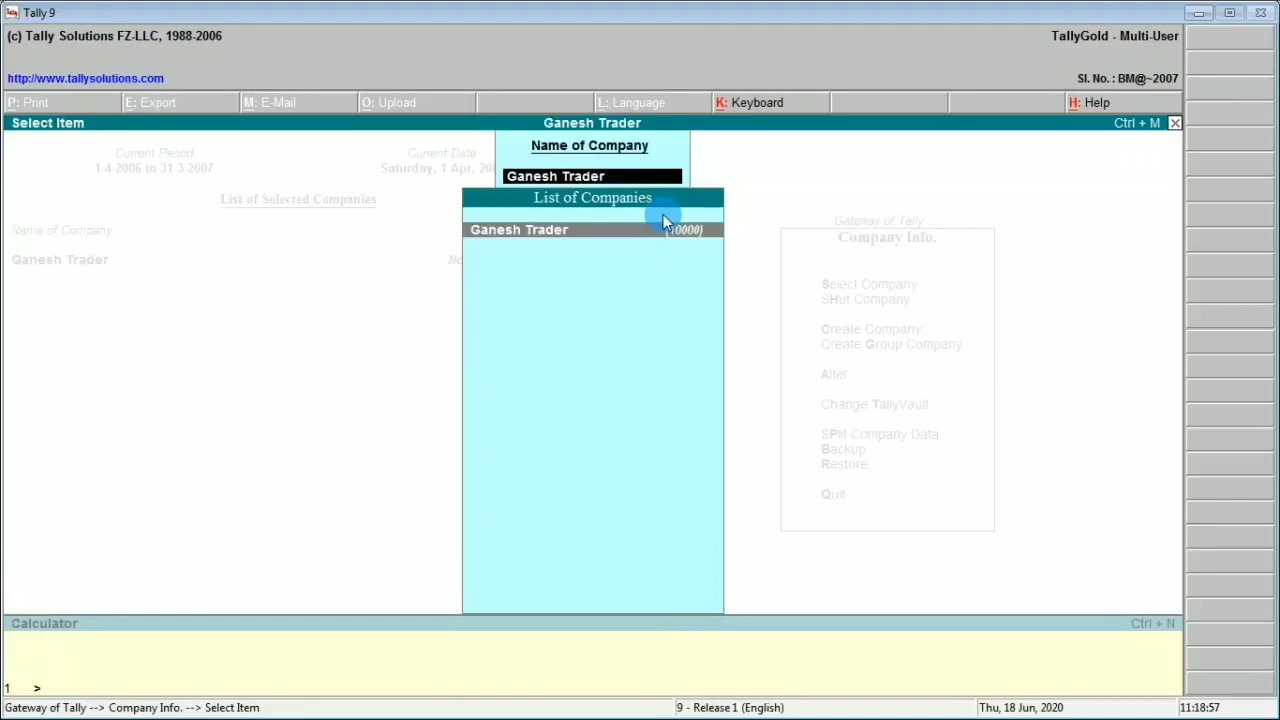 Tally 9
(c) Tally Solutions FZ-LLC, 1988-2006
TallyGold - Multi-User
http://www.tallysolutions.com
Sl. No. : BM@~2007
P: Print
E: Export
M: E-Mail
O: Upload
L: Language
K: Keyboard
H: Help
Select Item
Ganesh Trader
Ctrl + M
Current Period
1-4-2006 to 31-3-2007
Current Date
Saturday, 1 Apr,
List of Selected Companies
Name of Company
Ganesh Trader
Name of Company
Ganesh Trader
List of Companies
Ganesh Trader
Gateway of Tally
Company Info.
Select Company
SHut Company
Create Company
Create Group Company
Alter
Change TallyVault
SPlit Company Data
Backup
Restore
Quit
Calculator
Ctrl + N
1 >
Gateway of Tally --> Company Info. --> Select Item
9 - Release 1 (English)
Thu, 18 Jun, 2020
11:18:57